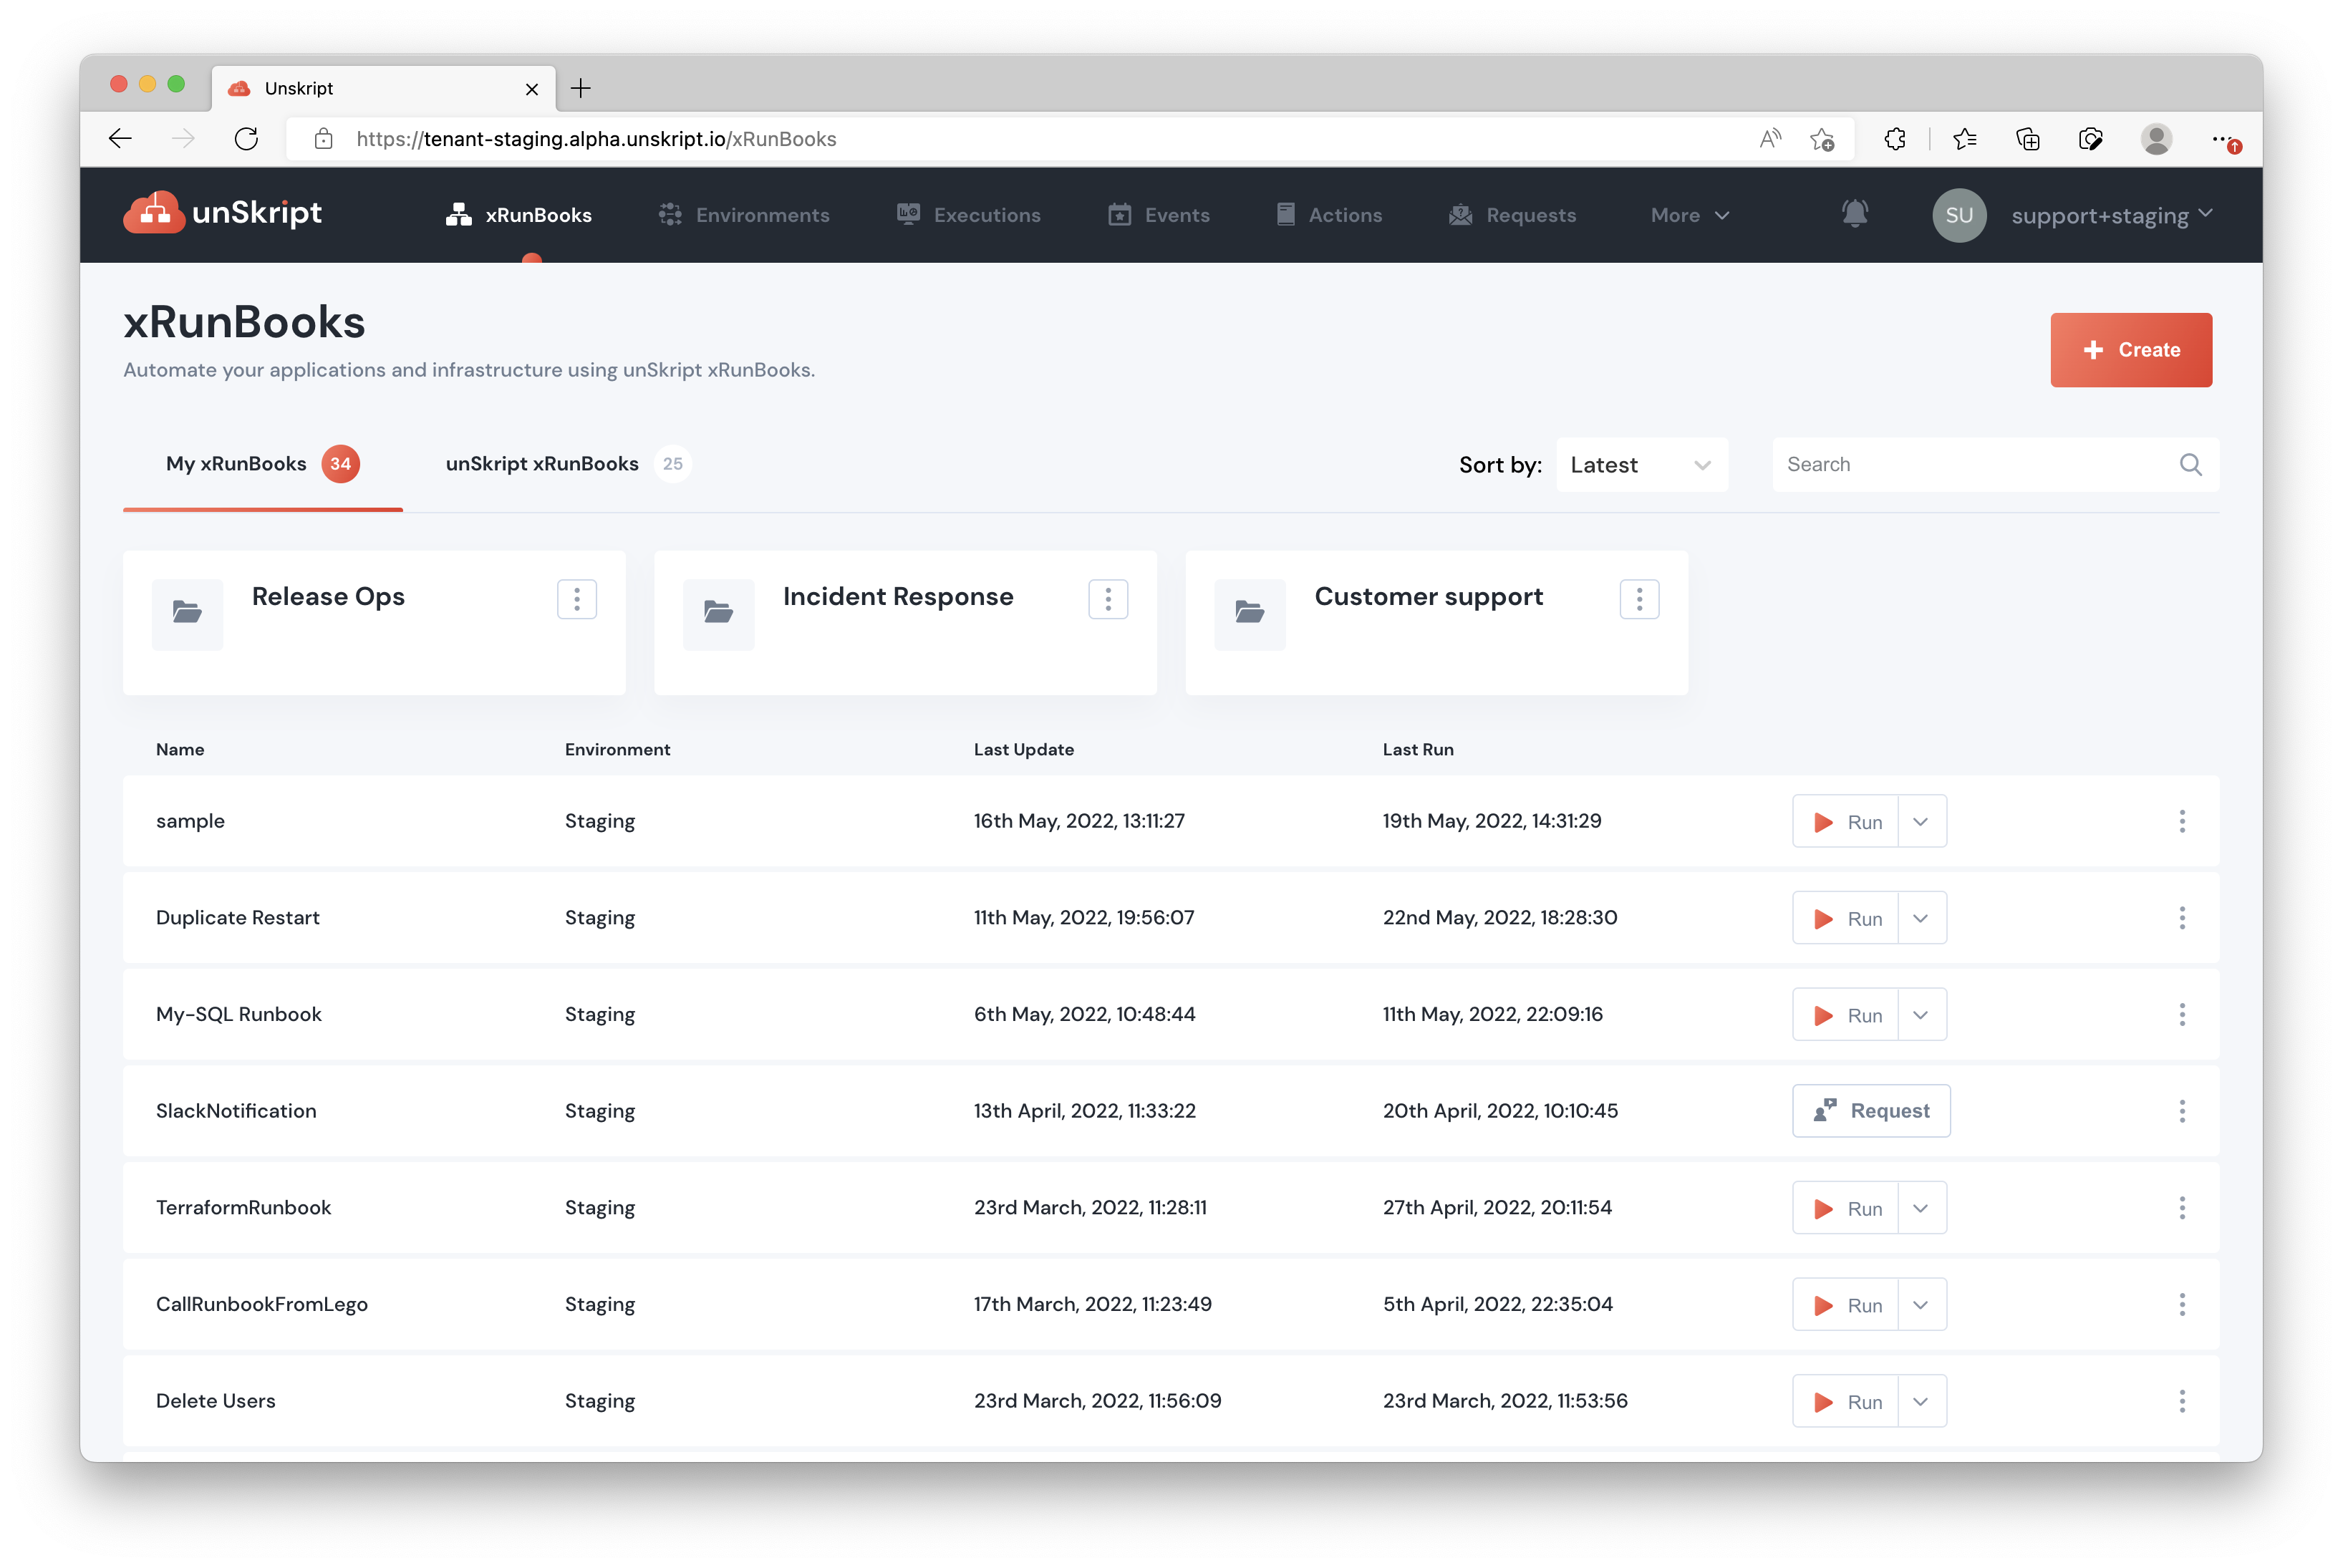 Unskript
https://tenant-staging.alpha.unskript.io/xRunBooks
unSkript
xRunBooks
Environments
Executions
Events
Actions
Requests
More
SU
support+staging
xRunBooks
Automate your applications and infrastructure using unSkript xRunBooks.
Create
My xRunBooks 34
unSkript xRunBooks 25
Sort by: Latest
Search
Release Ops
Incident Response
Customer support
Name Environment Last Update Last Run
sample Staging 16th May, 2022, 13:11:27 19th May, 2022, 14:31:29 Run
Duplicate Restart Staging 11th May, 2022, 19:56:07 22nd May, 2022, 18:28:30 Run
My-SQL Runbook Staging 6th May, 2022, 10:48:44 11th May, 2022, 22:09:16 Run
SlackNotification Staging 13th April, 2022, 11:33:22 20th April, 2022, 10:10:45 Request
TerraformRunbook Staging 23rd March, 2022, 11:28:11 27th April, 2022, 20:11:54 Run
CallRunbookFromLego Staging 17th March, 2022, 11:23:49 5th April, 2022, 22:35:04 Run
Delete Users Staging 23rd March, 2022, 11:56:09 23rd March, 2022, 11:53:56 Run